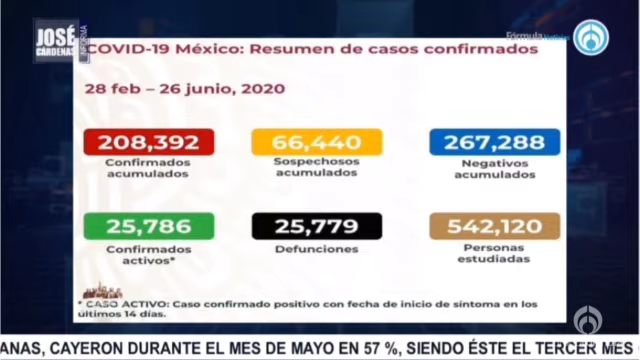 JOSÉ
CÁRDENAS
INFORMA
Fórmula
COVID-19 México: Resumen de casos confirmados
28 feb – 26 junio, 2020
208,392
Confirmados
acumulados
66,440
Sospechosos
acumulados
267,288
Negativos
acumulados
25,786
Confirmados
activos*
25,779
Defunciones
542,120
Personas
estudiadas
* CASO ACTIVO: Caso confirmado positivo con fecha de inicio de síntoma en los
últimos 14 días.
ANAS, CAYERON DURANTE EL MES DE MAYO EN 57 %, SIENDO ÉSTE EL TERCER MES